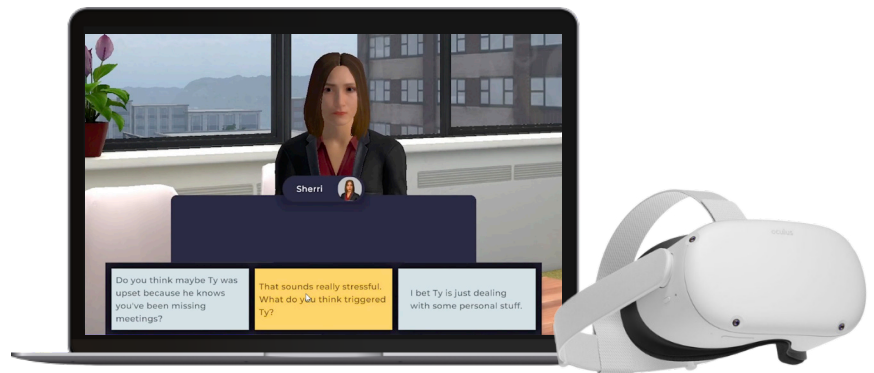 Sherri
Do you think maybe Ty was
upset because he knows
you've been missing
meetings?
That sounds really stressful.
What do you think triggered
Ty?
I bet Ty is just dealing
with some personal stuff.